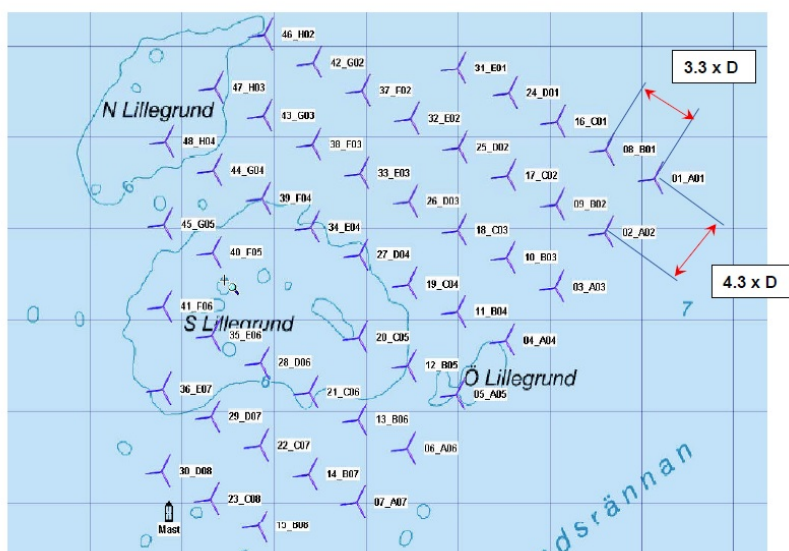 46_H02
42_G02
31_E01
3.3 x D
47_H03
37_F02
24_D01
N Lillegrund
43_G03
32_E02
16_C01
48_H04
38_F03
25_D02
08_B01
44_G04
33_E03
17_C02
01_A01
6
39_F04
26_D03
09_B02
45_G05
34_E04
18_C03
02_A02
40_F05
27_D04
10_B03
19_C04
03_A03
4.3 x D
41_F06
11_B04
7
S Lillegrund
35_E06
20_C05
04_A04
28_D06
12_B05
Ö Lillegrund
6
36_E07
21_C06
05_A05
29_D07
13_B06
22_C07
06_A06
30_D08
14_B07
23_C08
07_A07
Mast
15_B08
dsrännan